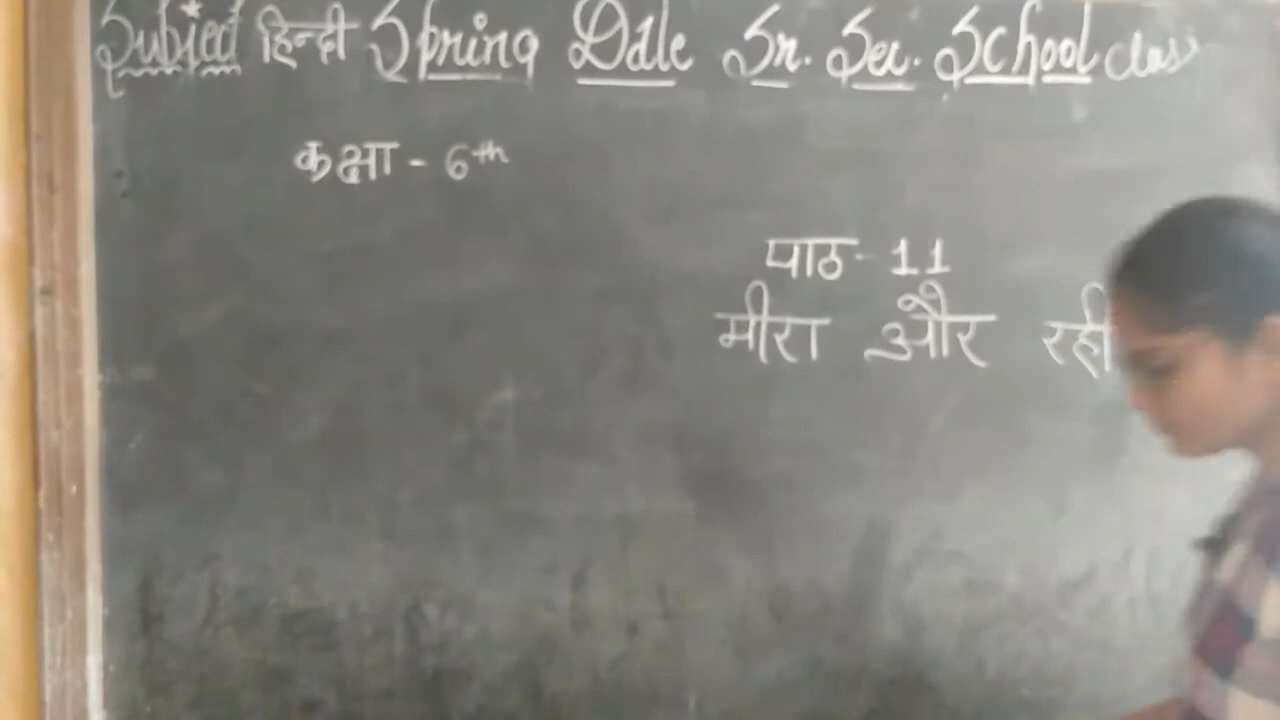 Subject हिन्दी Spring Dale Sr. Sec. School class
कक्षा - 6th
पाठ - 11
मीरा और